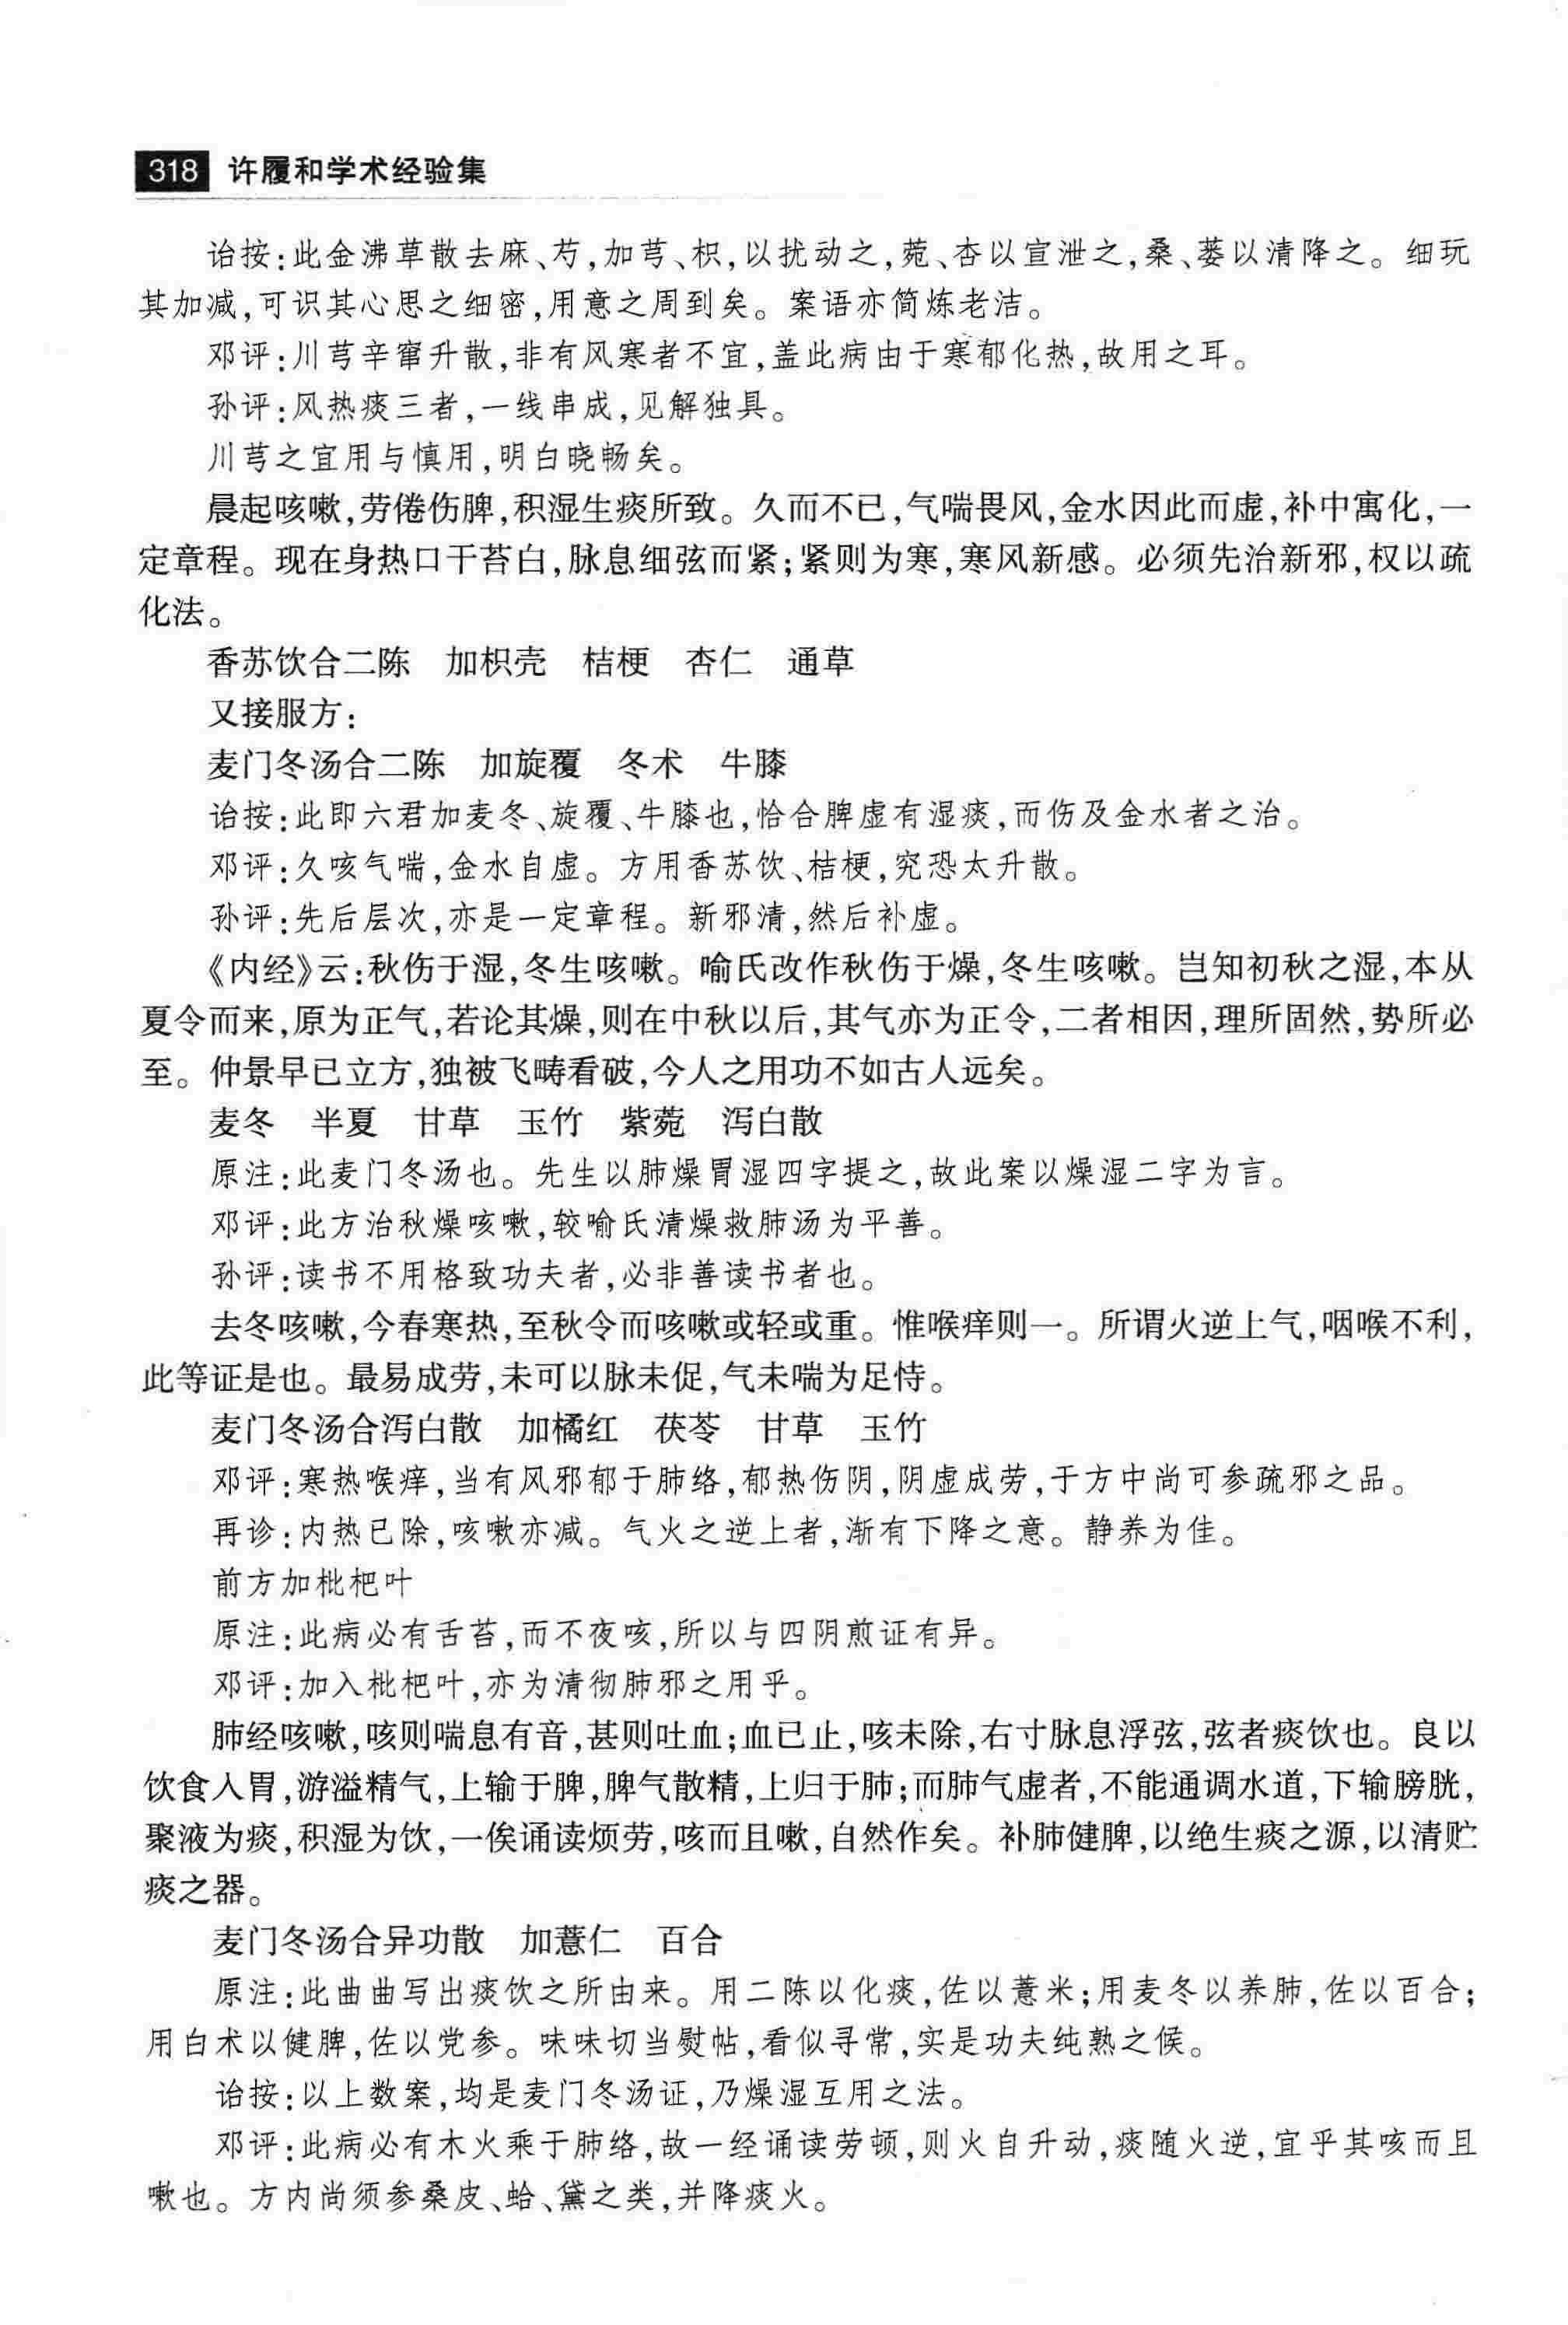 318 许履和学术经验集
诒按:此金沸草散去麻、芍,加芎、枳,以扰动之,菀、杏以宣泄之,桑、蒌以清降之。细玩
其加减,可识其心思之细密,用意之周到矣。案语亦简炼老洁。
邓评:川芎辛窜升散,非有风寒者不宜,盖此病由于寒郁化热,故用之耳。
孙评:风热痰三者,一线串成,见解独具。
川芎之宜用与慎用,明白晓畅矣。
晨起咳嗽,劳倦伤脾,积湿生痰所致。久而不已,气喘畏风,金水因此而虚,补中寓化,一
定章程。现在身热口干苔白,脉息细弦而紧;紧则为寒,寒风新感。必须先治新邪,权以疏
化法。
香苏饮合二陈　加枳壳　桔梗　杏仁　通草
又接服方:
麦门冬汤合二陈　加旋覆　冬术　牛膝
诒按:此即六君加麦冬、旋覆、牛膝也,恰合脾虚有湿痰,而伤及金水者之治。
邓评:久咳气喘,金水自虚。方用香苏饮、桔梗,究恐太升散。
孙评:先后层次,亦是一定章程。新邪清,然后补虚。
《内经》云:秋伤于湿,冬生咳嗽。喻氏改作秋伤于燥,冬生咳嗽。岂知初秋之湿,本从
夏令而来,原为正气,若论其燥,则在中秋以后,其气亦为正令,二者相因,理所固然,势所必
至。仲景早已立方,独被飞畴看破,今人之用功不如古人远矣。
麦冬　半夏　甘草　玉竹　紫菀　泻白散
原注:此麦门冬汤也。先生以肺燥胃湿四字提之,故此案以燥湿二字为言。
邓评:此方治秋燥咳嗽,较喻氏清燥救肺汤为平善。
孙评:读书不用格致功夫者,必非善读书者也。
去冬咳嗽,今春寒热,至秋令而咳嗽或轻或重。惟喉痒则一。所谓火逆上气,咽喉不利,
此等证是也。最易成劳,未可以脉未促,气未喘为足恃。
麦门冬汤合泻白散　加橘红　茯苓　甘草　玉竹
邓评:寒热喉痒,当有风邪郁于肺络,郁热伤阴,阴虚成劳,于方中尚可参疏邪之品。
再诊:内热已除,咳嗽亦减。气火之逆上者,渐有下降之意。静养为佳。
前方加枇杷叶
原注:此病必有舌苔,而不夜咳,所以与四阴煎证有异。
邓评:加入枇杷叶,亦为清彻肺邪之用乎。
肺经咳嗽,咳则喘息有音,甚则吐血;血已止,咳未除,右寸脉息浮弦,弦者痰饮也。良以
饮食入胃,游溢精气,上输于脾,脾气散精,上归于肺;而肺气虚者,不能通调水道,下输膀胱,
聚液为痰,积湿为饮,一俟诵读烦劳,咳而且嗽,自然作矣。补肺健脾,以绝生痰之源,以清贮
痰之器。
麦门冬汤合异功散　加薏仁　百合
原注:此曲曲写出痰饮之所由来。用二陈以化痰,佐以薏米;用麦冬以养肺,佐以百合;
用白术以健脾,佐以党参。味味切当熨帖,看似寻常,实是功夫纯熟之候。
诒按:以上数案,均是麦门冬汤证,乃燥湿互用之法。
邓评:此病必有木火乘于肺络,故一经诵读劳顿,则火自升动,痰随火逆,宜乎其咳而且
嗽也。方内尚须参桑皮、蛤、黛之类,并降痰火。